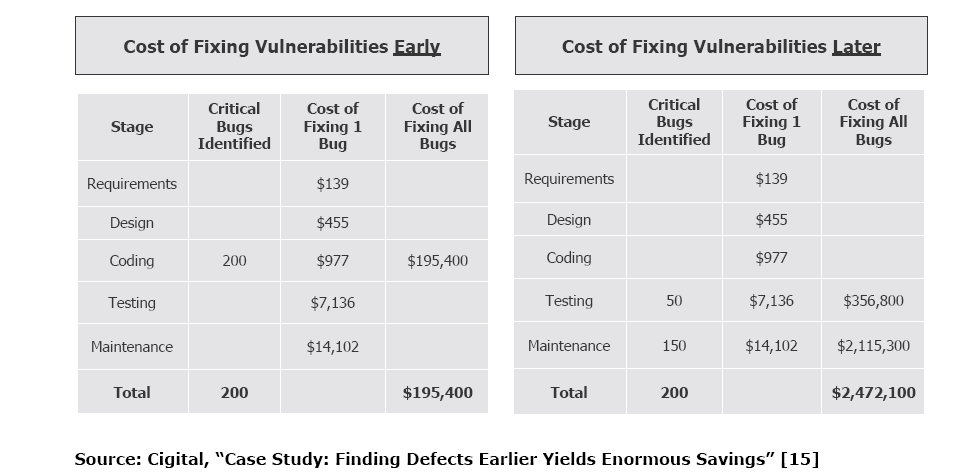 Cost of Fixing Vulnerabilities Early
Stage Critical Bugs Identified Cost of Fixing 1 Bug Cost of Fixing All Bugs
Requirements $139
Design $455
Coding 200 $977 $195,400
Testing $7,136
Maintenance $14,102
Total 200 $195,400
Cost of Fixing Vulnerabilities Later
Stage Critical Bugs Identified Cost of Fixing 1 Bug Cost of Fixing All Bugs
Requirements $139
Design $455
Coding $977
Testing 50 $7,136 $356,800
Maintenance 150 $14,102 $2,115,300
Total 200 $2,472,100
Source: Cigital, “Case Study: Finding Defects Earlier Yields Enormous Savings” [15]